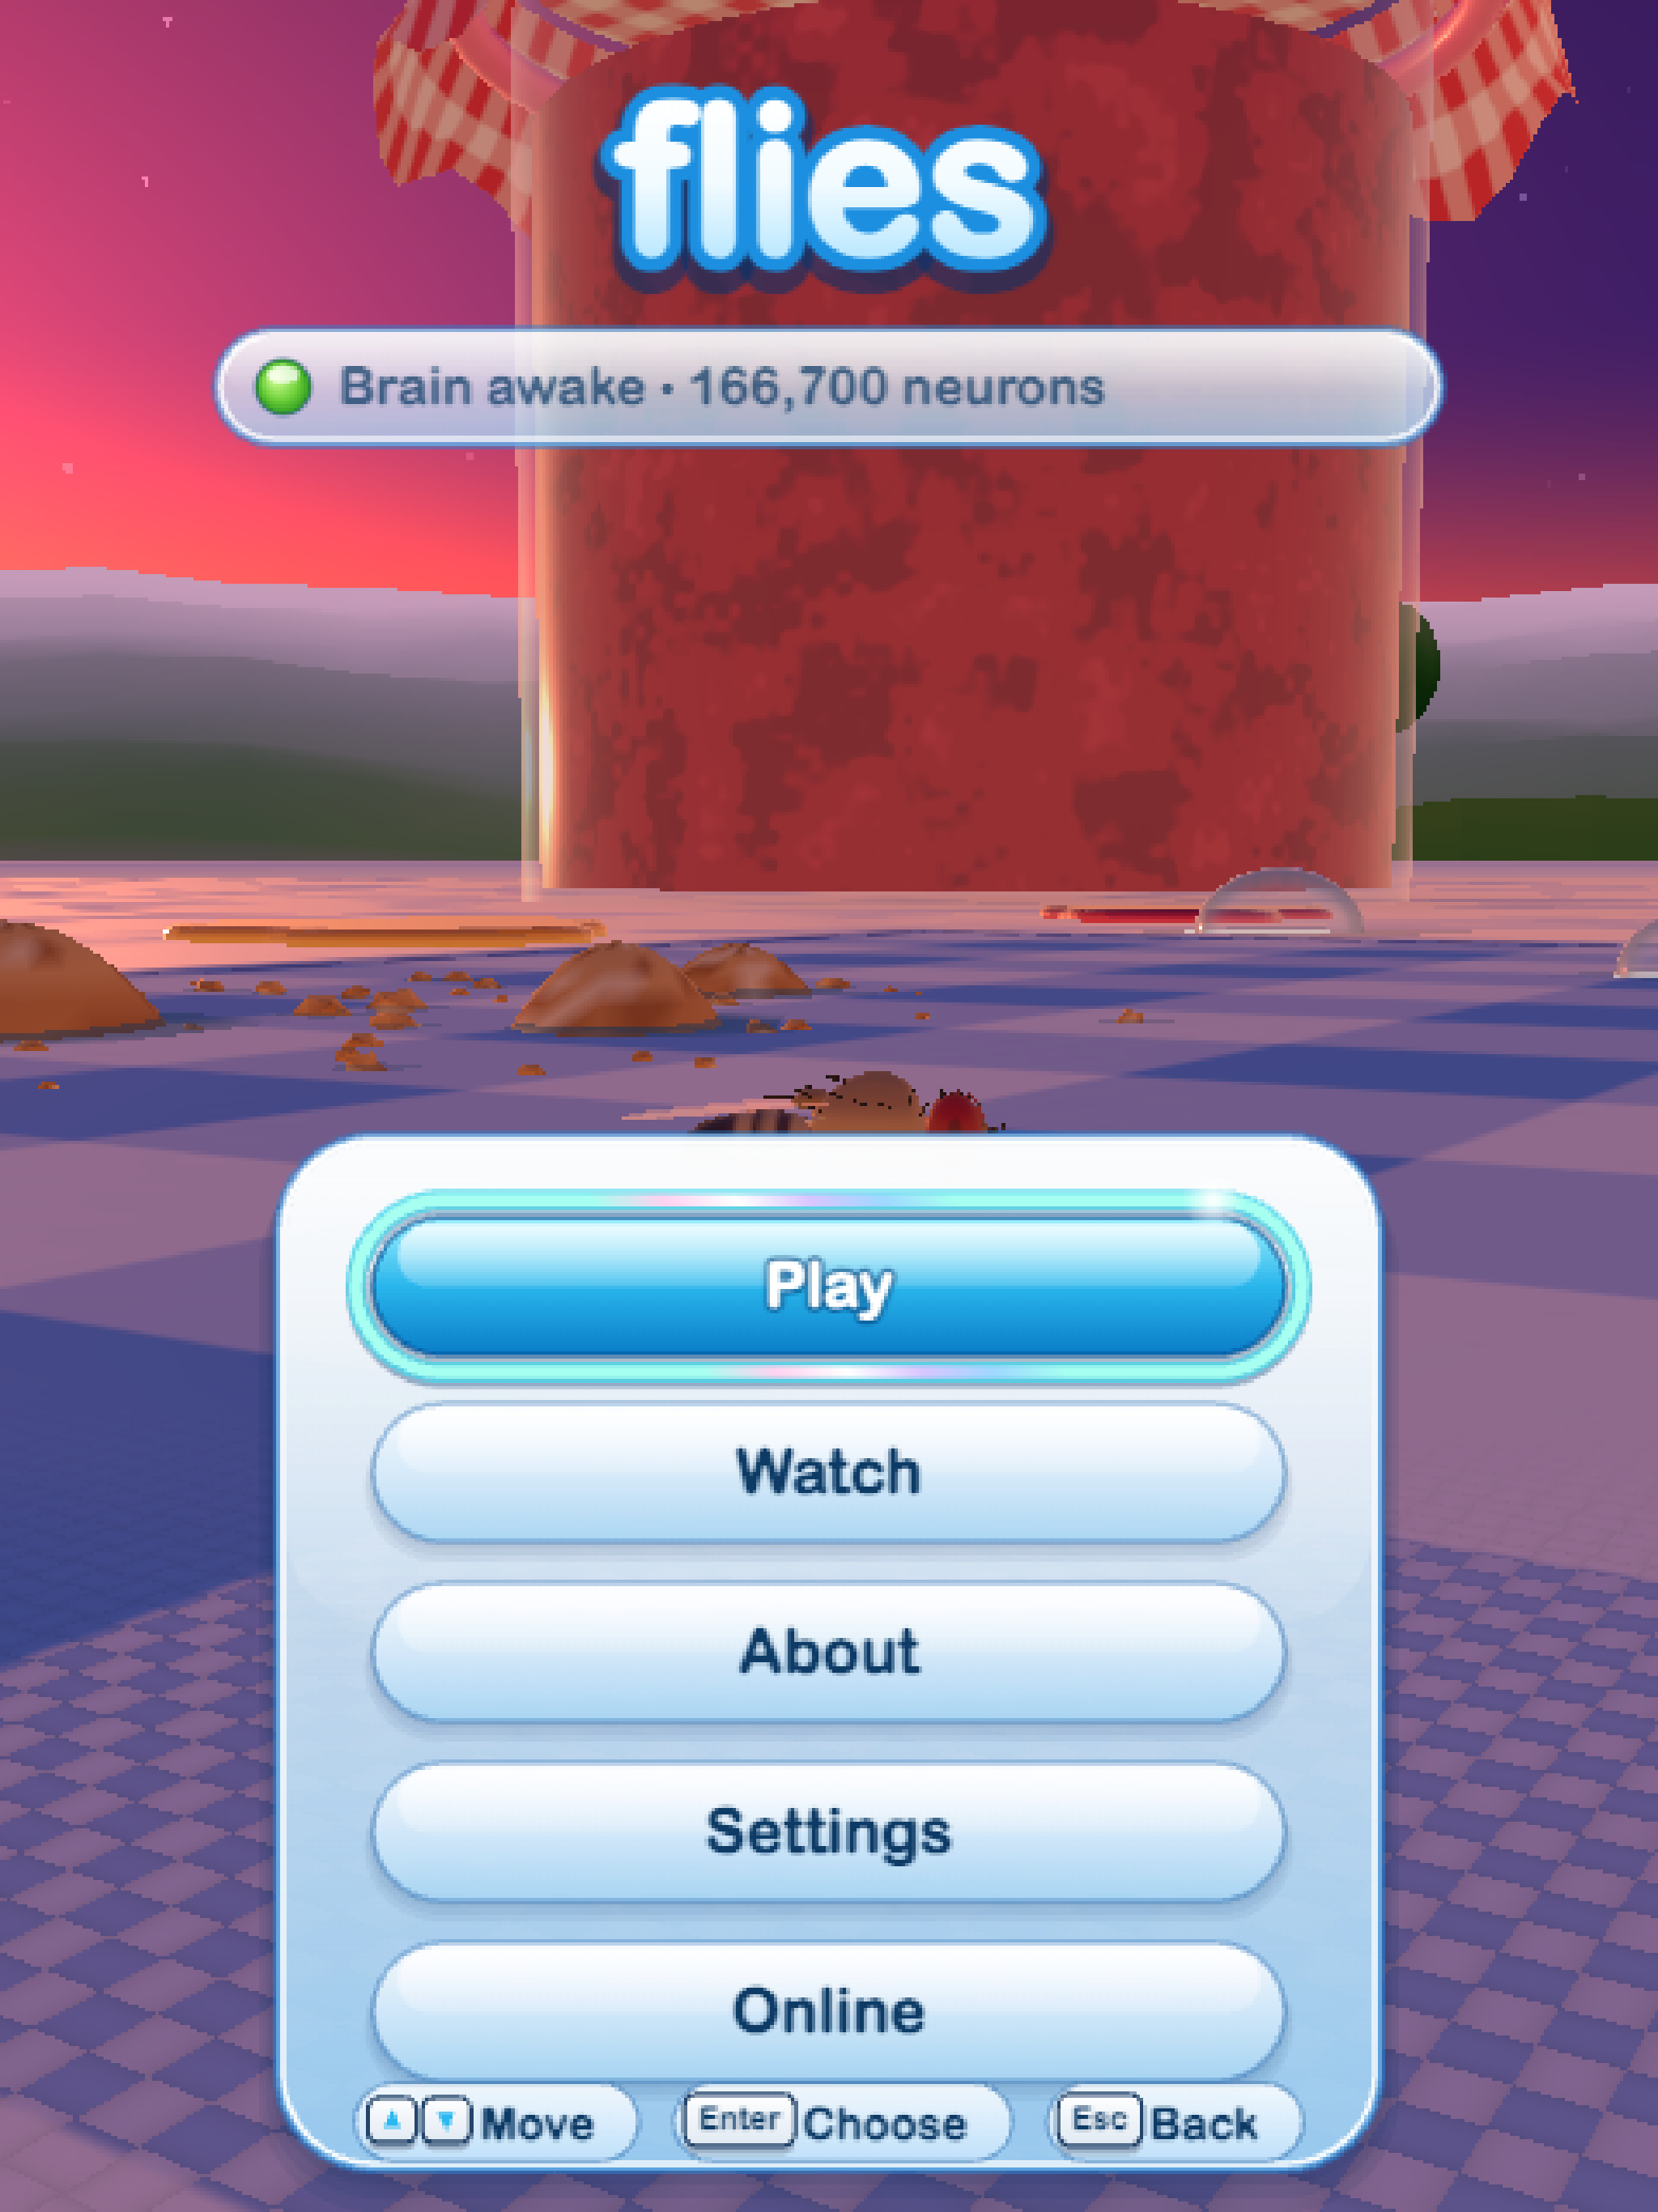 flies
Brain awake · 166,700 neurons
Play
Watch
About
Settings
Online
▲ ▼ Move Enter Choose Esc Back